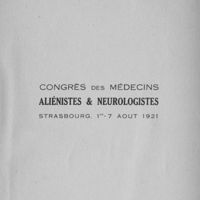 CONGRÈS DES MÉDECINS
ALIÉNISTES & NEUROLOGISTES
STRASBOURG, 1er-7 AOUT 1921